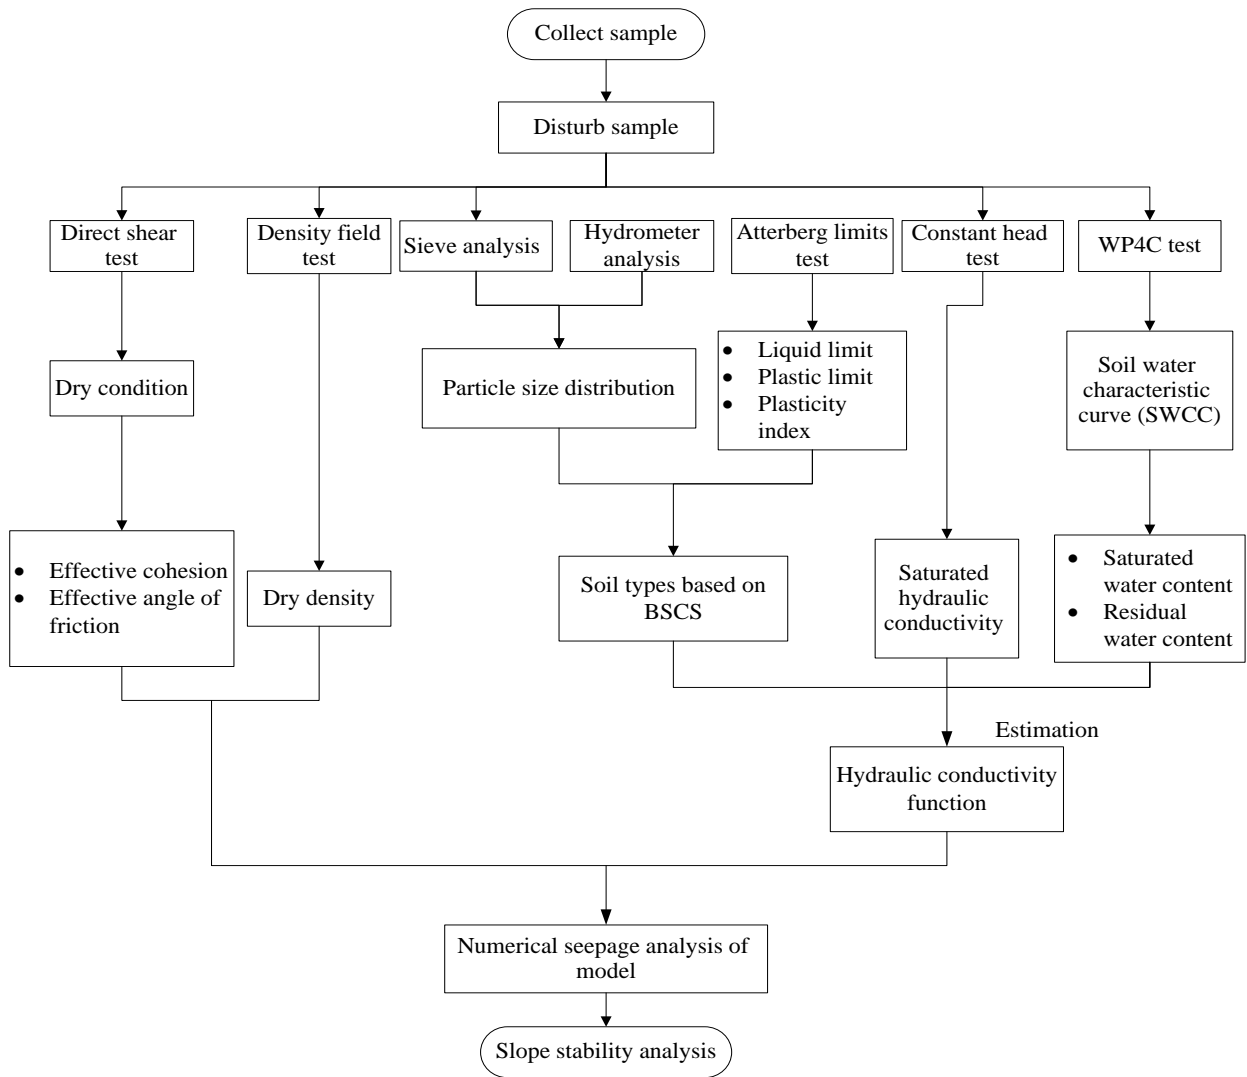 Collect sample
Disturb sample
Direct shear
test
Density field
test
Sieve analysis
Hydrometer
analysis
Atterberg limits
test
Constant head
test
WP4C test
Dry condition
Particle size distribution
• Liquid limit
• Plastic limit
• Plasticity
index
Soil water
characteristic
curve (SWCC)
• Effective cohesion
• Effective angle of
friction
Dry density
Soil types based on
BSCS
Saturated
hydraulic
conductivity
• Saturated
water content
• Residual
water content
Estimation
Hydraulic conductivity
function
Numerical seepage analysis of
model
Slope stability analysis